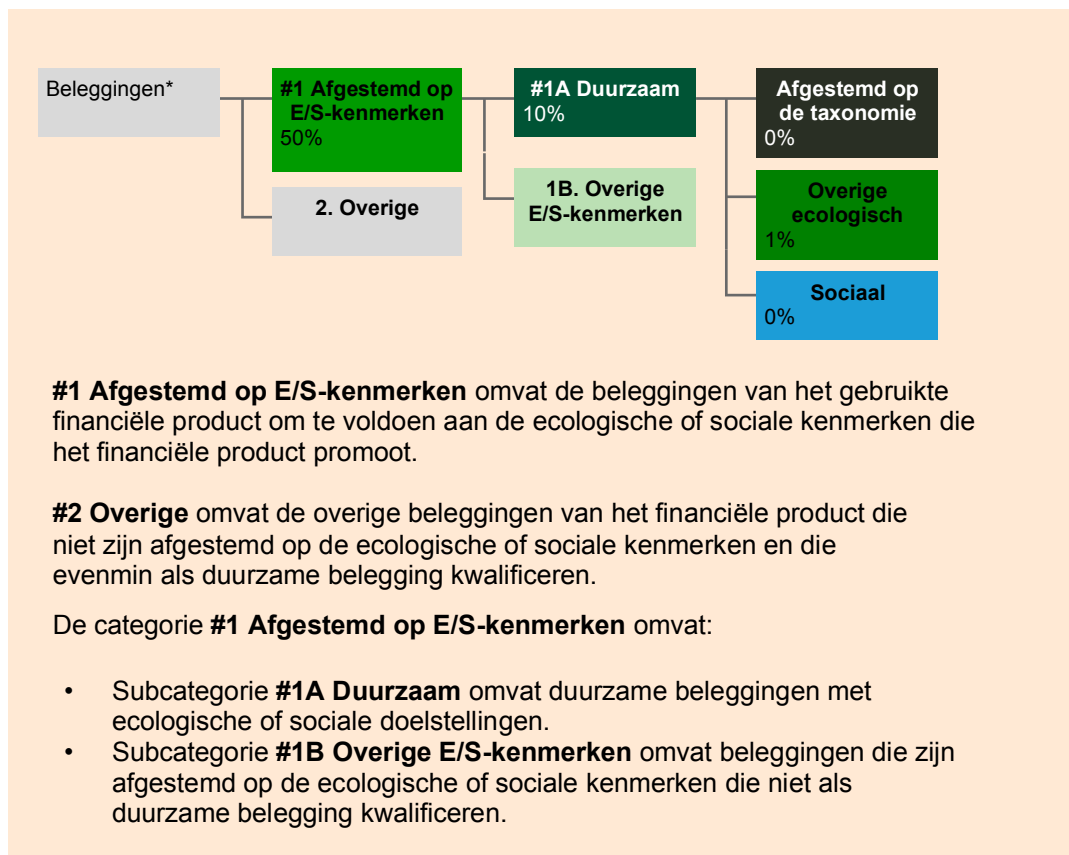 Beleggingen*
#1 Afgestemd op
E/S-kenmerken
50%
2. Overige
#1A Duurzaam
10%
1B. Overige
E/S-kenmerken
Afgestemd op
de taxonomie
0%
Overige
ecologisch
1%
Sociaal
0%
#1 Afgestemd op E/S-kenmerken omvat de beleggingen van het gebruikte
financiële product om te voldoen aan de ecologische of sociale kenmerken die
het financiële product promoot.
#2 Overige omvat de overige beleggingen van het financiële product die
niet zijn afgestemd op de ecologische of sociale kenmerken en die
evenmin als duurzame belegging kwalificeren.
De categorie #1 Afgestemd op E/S-kenmerken omvat:
• Subcategorie #1A Duurzaam omvat duurzame beleggingen met
ecologische of sociale doelstellingen.
• Subcategorie #1B Overige E/S-kenmerken omvat beleggingen die zijn
afgestemd op de ecologische of sociale kenmerken die niet als
duurzame belegging kwalificeren.